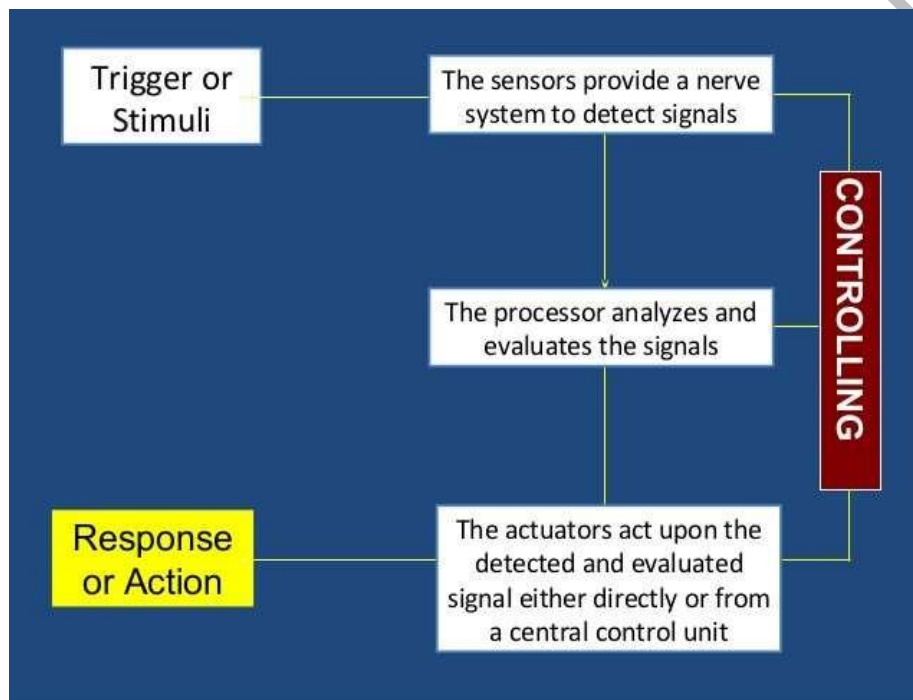 Trigger or
Stimuli
The sensors provide a nerve
system to detect signals
CONTROLLING
The processor analyzes and
evaluates the signals
The actuators act upon the
detected and evaluated
signal either directly or from
a central control unit
Response
or Action